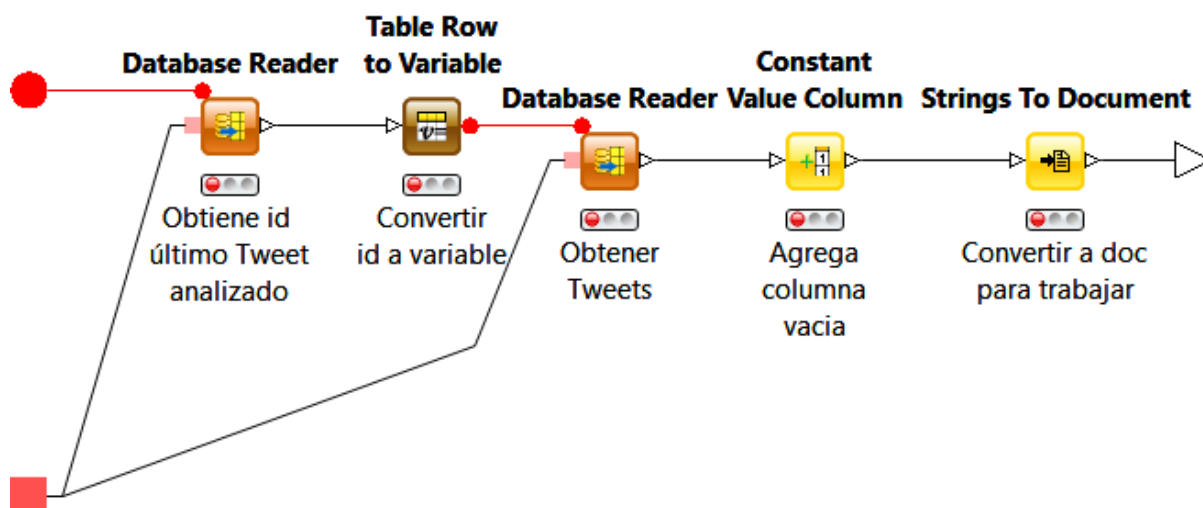 Database Reader
Obtiene id
último Tweet
analizado
Table Row
to Variable
Convertir
id a variable
Database Reader
Obtener
Tweets
Constant
Value Column
Agrega
columna
vacia
Strings To Document
Convertir a doc
para trabajar